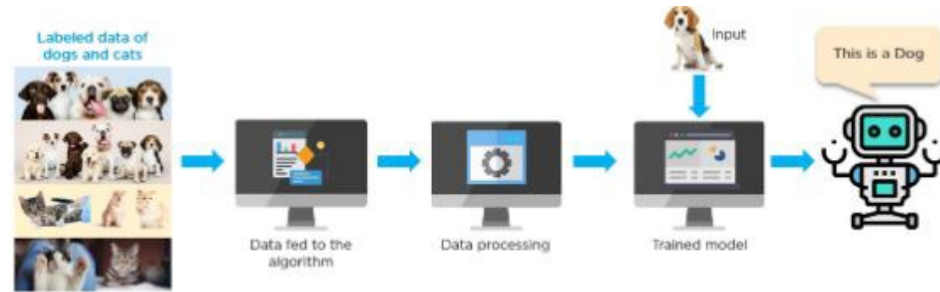 Labeled data of
dogs and cats
Input
This is a Dog
Data fed to the
algorithm
Data processing
Trained model